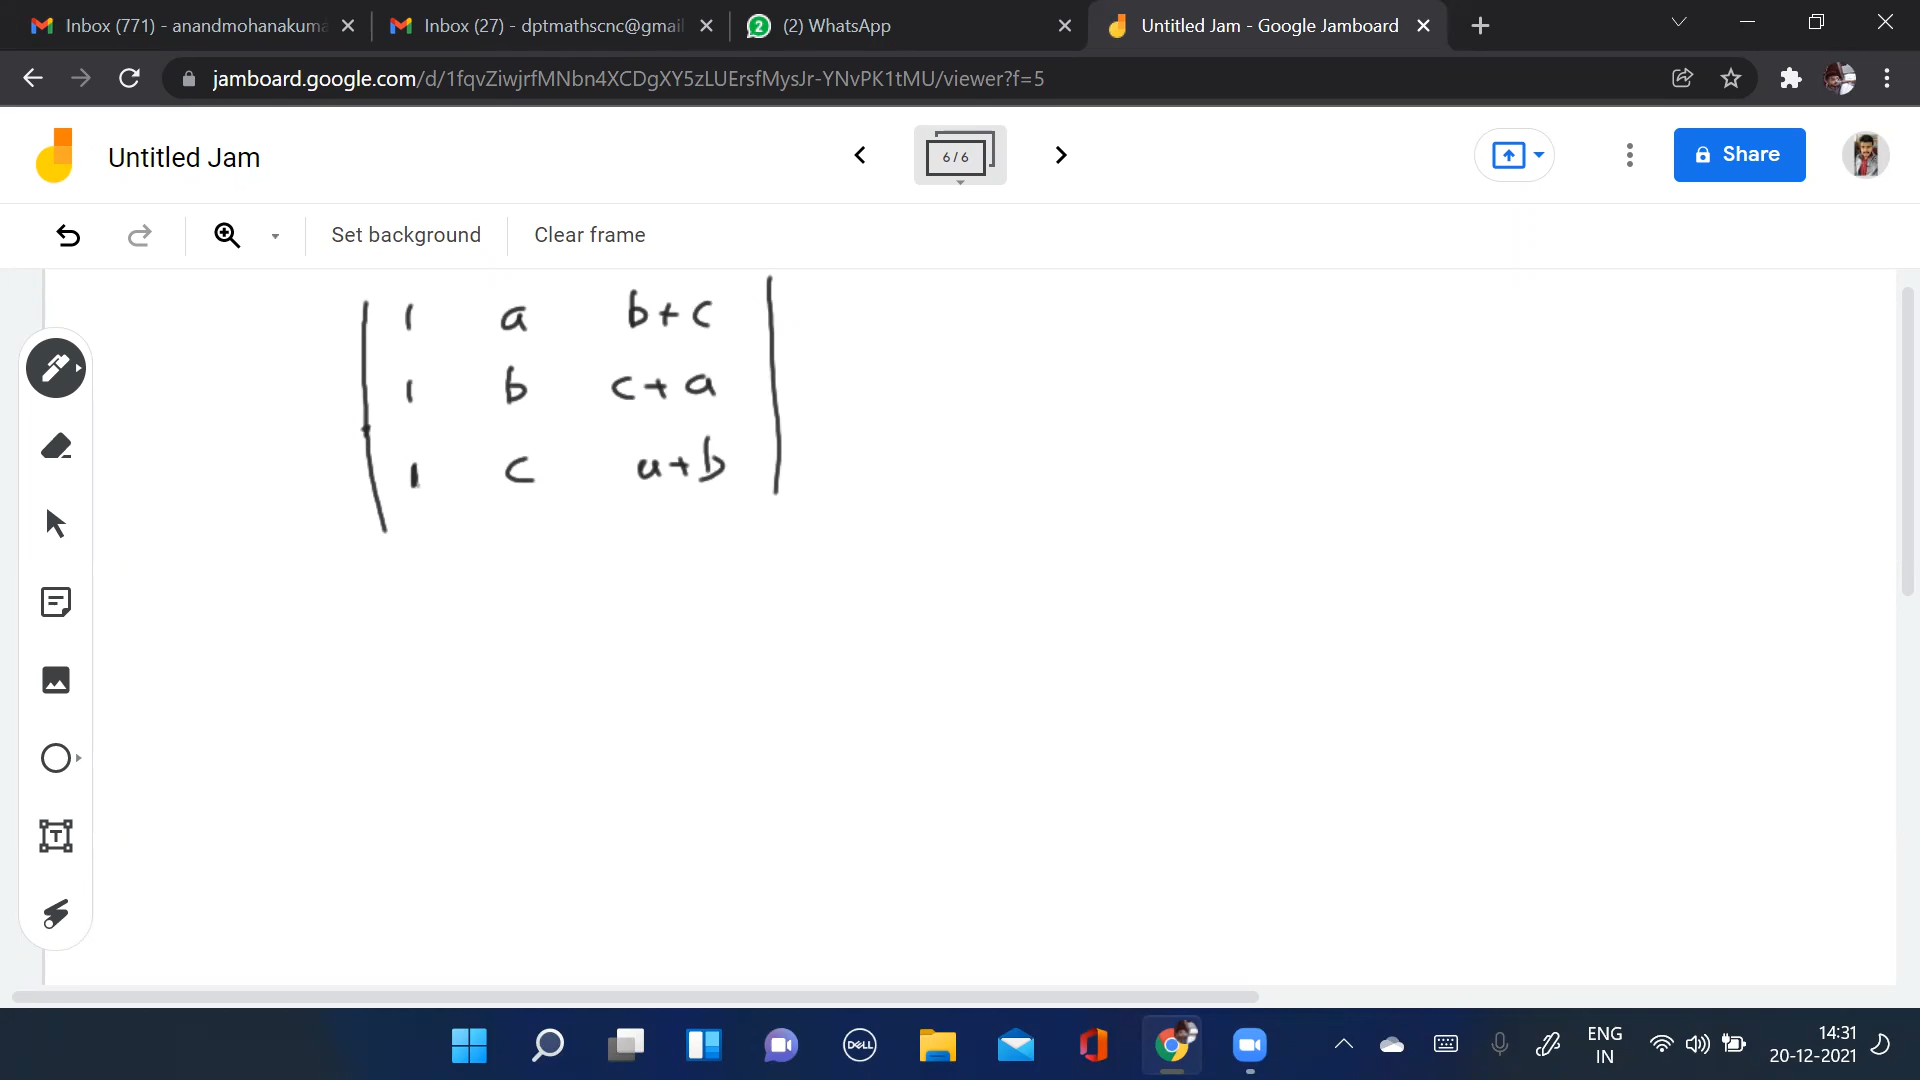 Inbox (771) - anandmohanakuma Inbox (27) - dptmathscnc@gmail (2) WhatsApp Untitled Jam - Google Jamboard
jamboard.google.com/d/1fqvZiwjrfMNbn4XCDgXY5zLUErsfMysJr-YNvPK1tMU/viewer?f=5
Untitled Jam 6 / 6 Share
Set background Clear frame
1 a b+c
1 b c+a
1 c a+b
T
DELL ENG 14:31
IN 20-12-2021